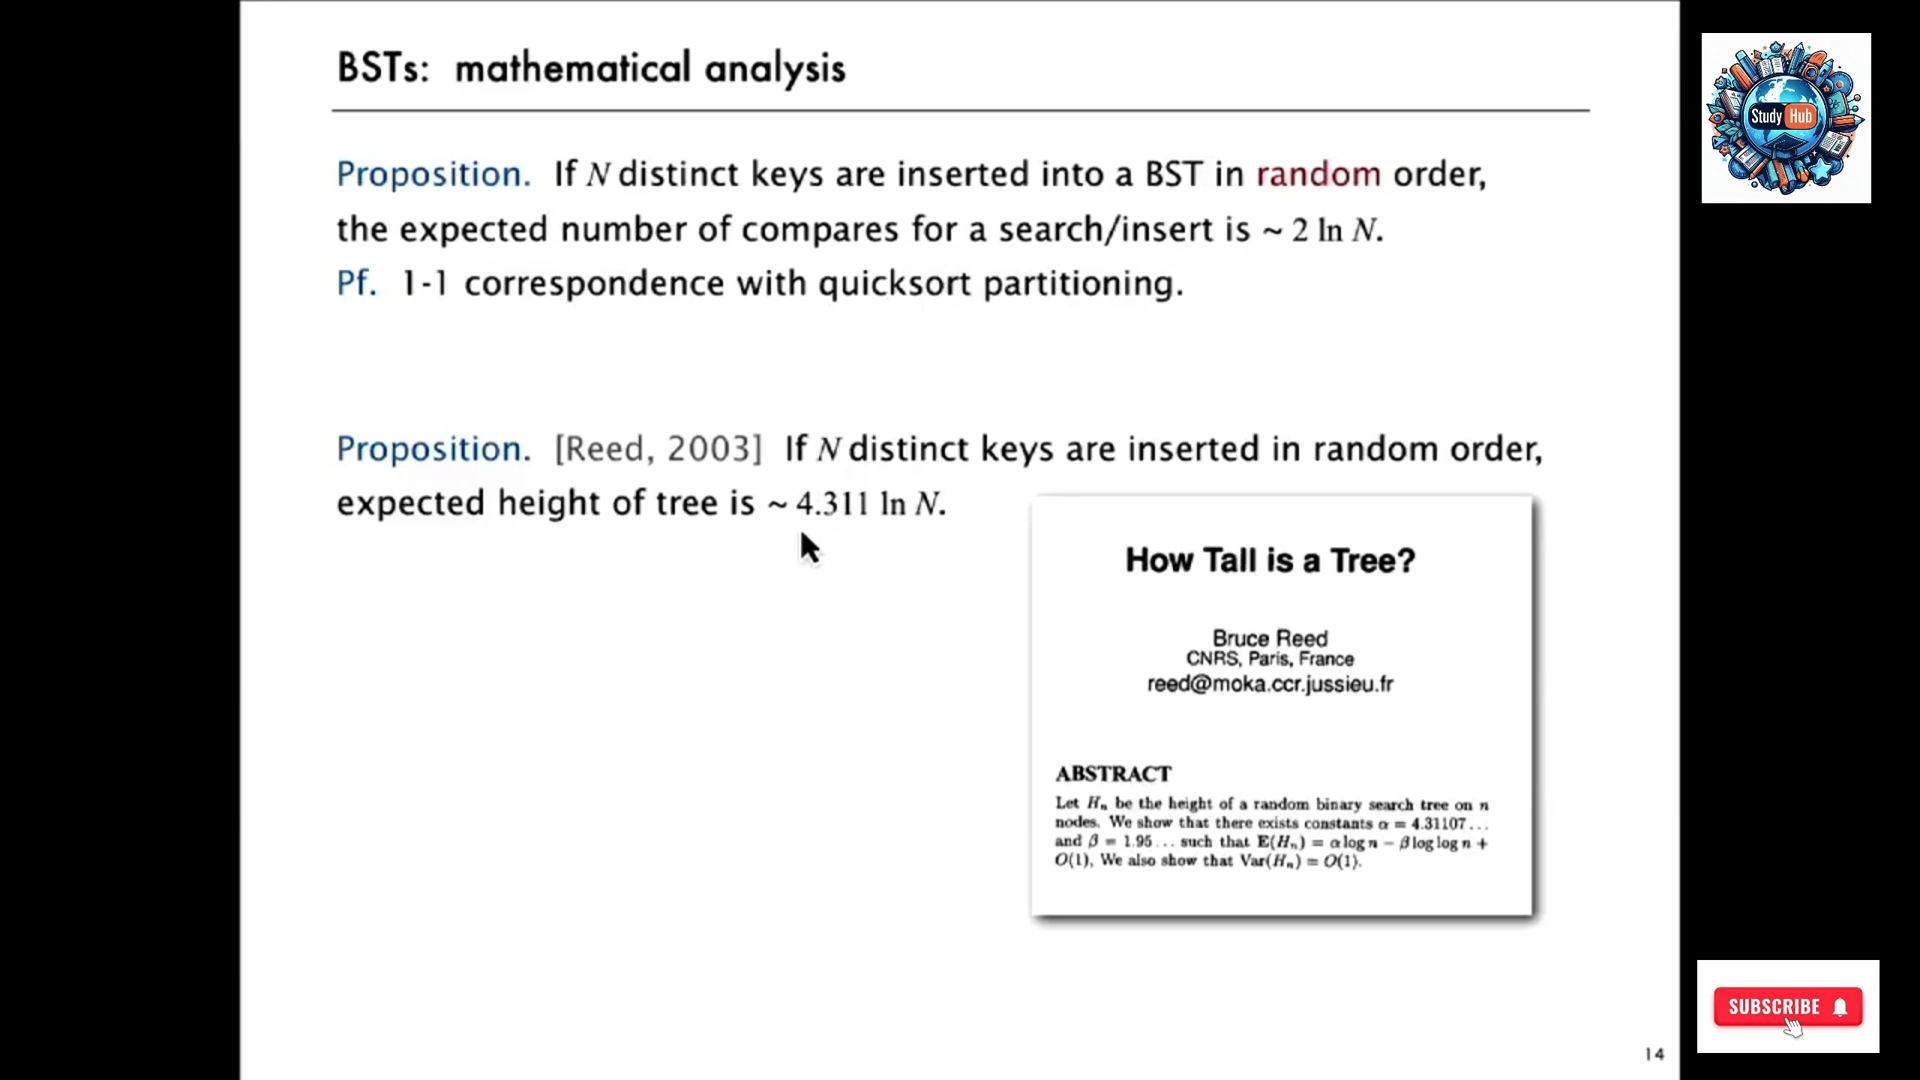 BSTs: mathematical analysis
Study Hub
Proposition. If N distinct keys are inserted into a BST in random order,
the expected number of compares for a search/insert is ~ 2 ln N.
Pf. 1-1 correspondence with quicksort partitioning.
Proposition. [Reed, 2003] If N distinct keys are inserted in random order,
expected height of tree is ~ 4.311 ln N.
How Tall is a Tree?
Bruce Reed
CNRS, Paris, France
reed@moka.ccr.jussieu.fr
ABSTRACT
Let Hₙ be the height of a random binary search tree on n
nodes. We show that there exists constants α = 4.31107...
and β = 1.95... such that E(Hₙ) = α log n − β log log n +
O(1), We also show that Var(Hₙ) = O(1).
SUBSCRIBE
14